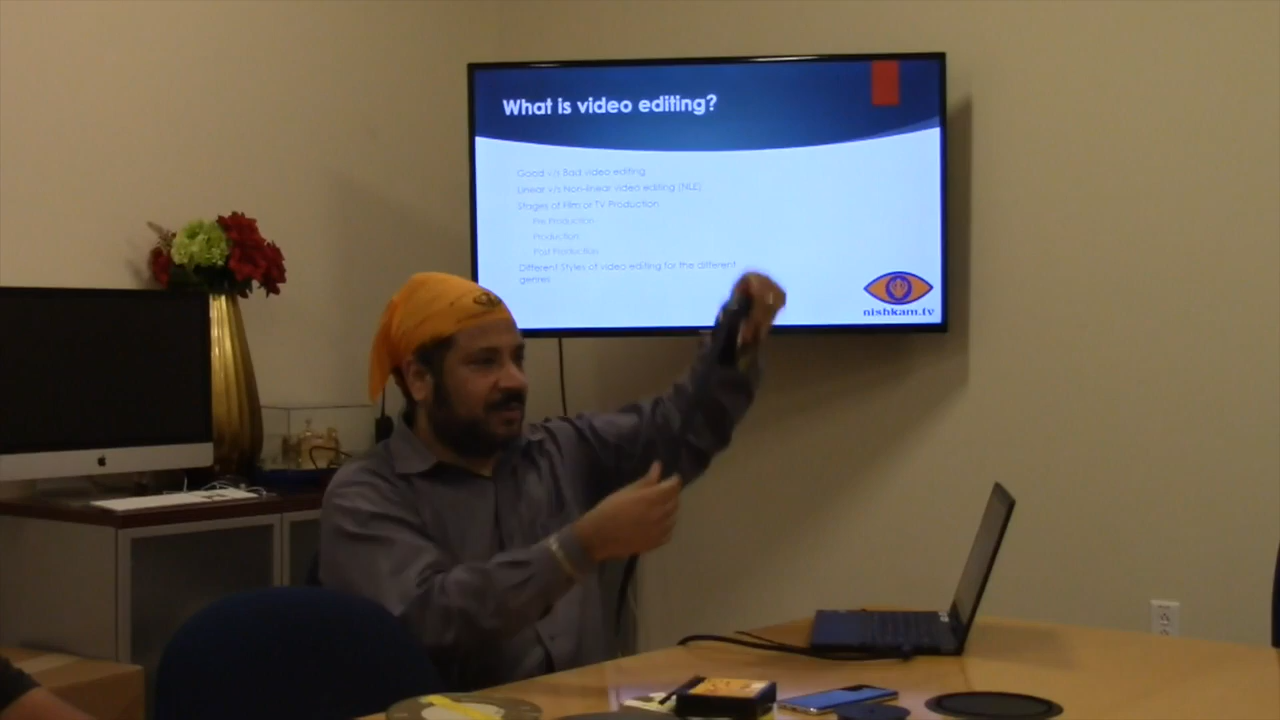 What is video editing?
Good v/s Bad video editing
Linear v/s Non-linear video editing (NLE)
Stages of Film or TV Production
Pre Production
Production
Post Production
Different Styles of video editing for the different
genres
nishkam.tv